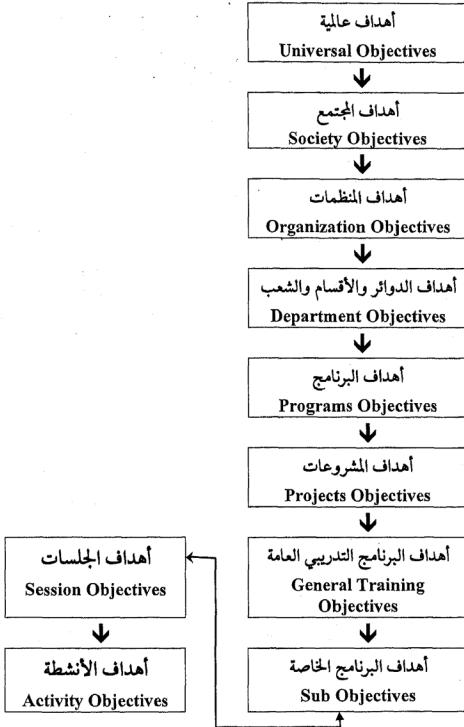 أهداف عالمية
Universal Objectives
أهداف المجتمع
Society Objectives
أهداف المنظمات
Organization Objectives
أهداف الدوائر والأقسام والشعب
Department Objectives
أهداف البرنامج
Programs Objectives
أهداف المشروعات
Projects Objectives
أهداف البرنامج التدريبي العامة
General Training
Objectives
أهداف البرنامج الخاصة
Sub Objectives
أهداف الجلسات
Session Objectives
أهداف الأنشطة
Activity Objectives